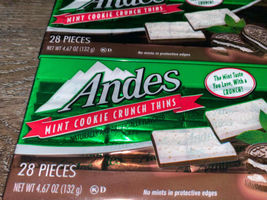 Andes
MINT COOKIE CRUNCH THINS
28 PIECES
NET WT 4.67 OZ (132 g)
No mints in protective edges
Andes
The Mint Taste
You Love, With a
CRUNCH!
MINT COOKIE CRUNCH THINS
28 PIECES
NET WT 4.67 OZ (132 g) K D
No mints in protective edges